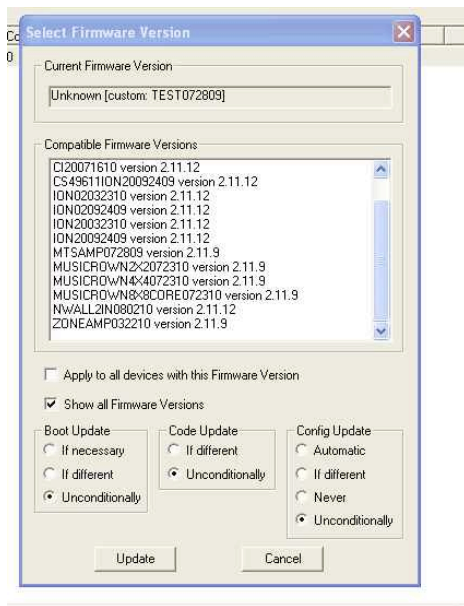 Co
Select Firmware Version
0
Current Firmware Version
Unknown [custom: TEST072809]
Compatible Firmware Versions
CI20071610 version 2.11.12
CS49611ION20092409 version 2.11.12
ION02032310 version 2.11.12
ION02092409 version 2.11.12
ION20032310 version 2.11.12
ION20092409 version 2.11.12
MTSAMP072809 version 2.11.9
MUSICROWN2X2072310 version 2.11.9
MUSICROWN4X4072310 version 2.11.9
MUSICROWN8X8CORE072310 version 2.11.9
NWALL2IN080210 version 2.11.12
ZONEAMP032210 version 2.11.9
Apply to all devices with this Firmware Version
Show all Firmware Versions
Boot Update
If necessary
If different
Unconditionally
Code Update
If different
Unconditionally
Config Update
Automatic
If different
Never
Unconditionally
Update
Cancel